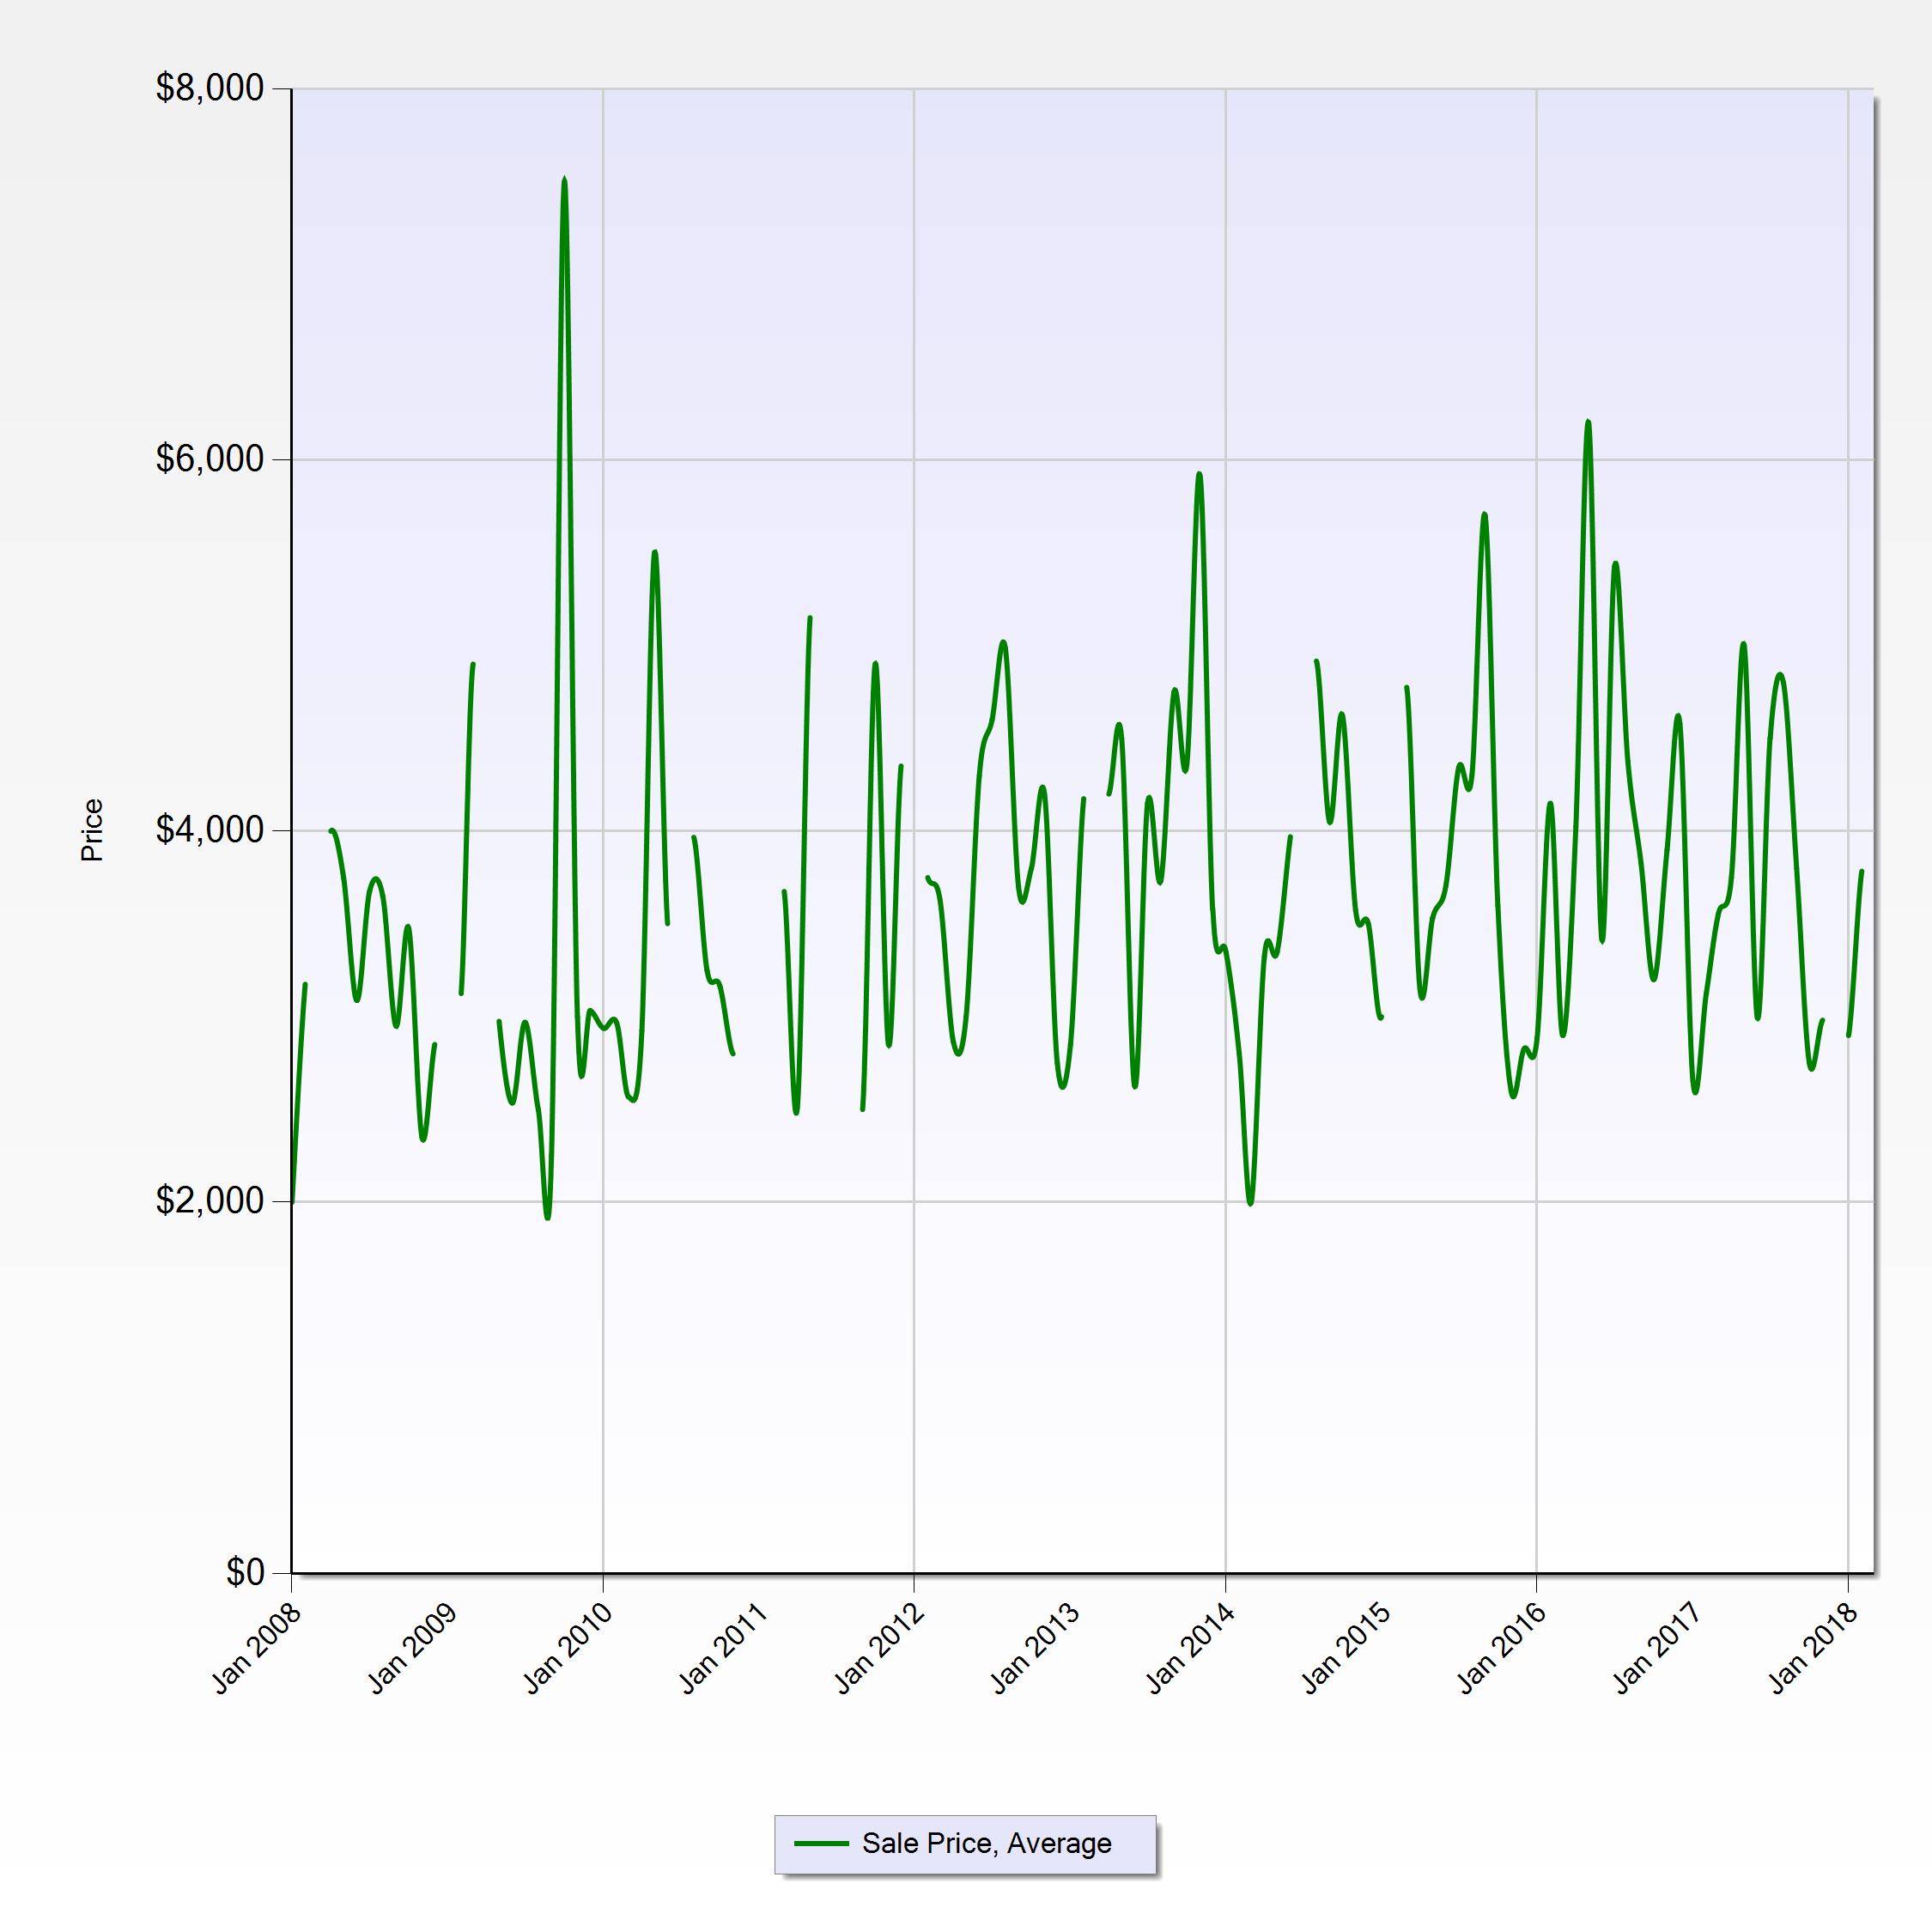 $8,000
$6,000
$4,000
$2,000
$0
Price
Jan 2008
Jan 2009
Jan 2010
Jan 2011
Jan 2012
Jan 2013
Jan 2014
Jan 2015
Jan 2016
Jan 2017
Jan 2018
Sale Price, Average